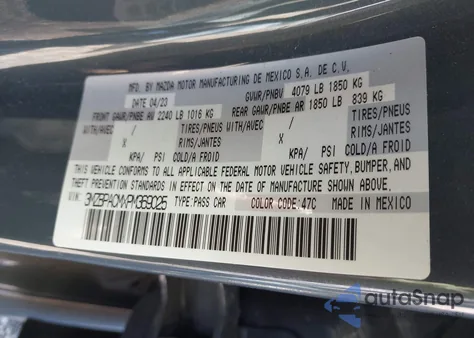 MFD. BY MAZDA MOTOR MANUFACTURING DE MEXICO S.A. DE C.V.
DATE 04/23 GVWR/PNBV 4079 LB 1850 KG
FRONT GAWR/PNBE AV 2240 LB 1016 KG REAR GAWR/PNBE AR 1850 LB 839 KG
WITH/AVEC / TIRES/PNEUS WITH/AVEC / TIRES/PNEUS
X RIMS/JANTES X RIMS/JANTES
KPA/ PSI COLD/A FROID KPA/ PSI COLD/A FROID
THIS VEHICLE CONFORMS TO ALL APPLICABLE FEDERAL MOTOR VEHICLE SAFETY, BUMPER, AND
THEFT PREVENTION STANDARDS IN EFFECT ON THE DATE OF MANUFACTURE SHOWN ABOVE.
VIN: TYPE:PASS CAR COLOR CODE:47C MADE IN MEXICO
autoSnap